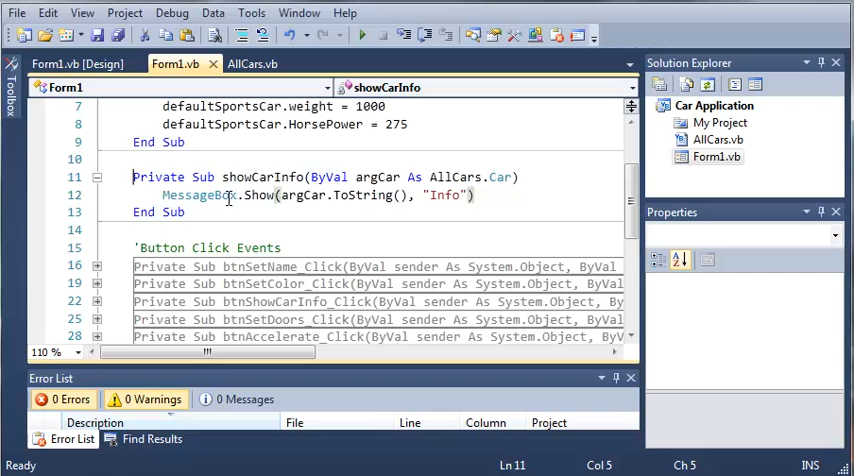 File Edit View Project Debug Data Tools Window Help
Form1.vb [Design] Form1.vb AllCars.vb
Form1 showCarInfo
7 defaultSportsCar.weight = 1000
8 defaultSportsCar.HorsePower = 275
9 End Sub
10
11 Private Sub showCarInfo(ByVal argCar As AllCars.Car)
12 MessageBox.Show(argCar.ToString(), "Info")
13 End Sub
14
15 'Button Click Events
16 Private Sub btnSetName_Click(ByVal sender As System.Object, ByVal
19 Private Sub btnSetColor_Click(ByVal sender As System.Object, ByVal
22 Private Sub btnShowCarInfo_Click(ByVal sender As System.Object, By
25 Private Sub btnSetDoors_Click(ByVal sender As System.Object, ByVal
28 Private Sub btnAccelerate_Click(ByVal sender As System.Object, ByV
110 %
Toolbox
Solution Explorer
Car Application
My Project
AllCars.vb
Form1.vb
Properties
Error List
0 Errors 0 Warnings 0 Messages
Description File Line Column Project
Error List Find Results
Ready Ln 11 Col 5 Ch 5 INS